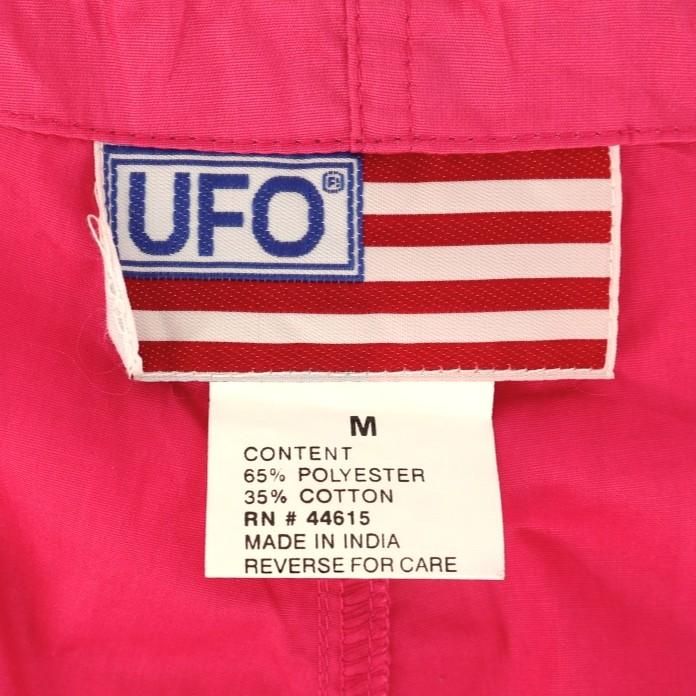 UFO®
M
CONTENT
65% POLYESTER
35% COTTON
RN # 44615
MADE IN INDIA
REVERSE FOR CARE